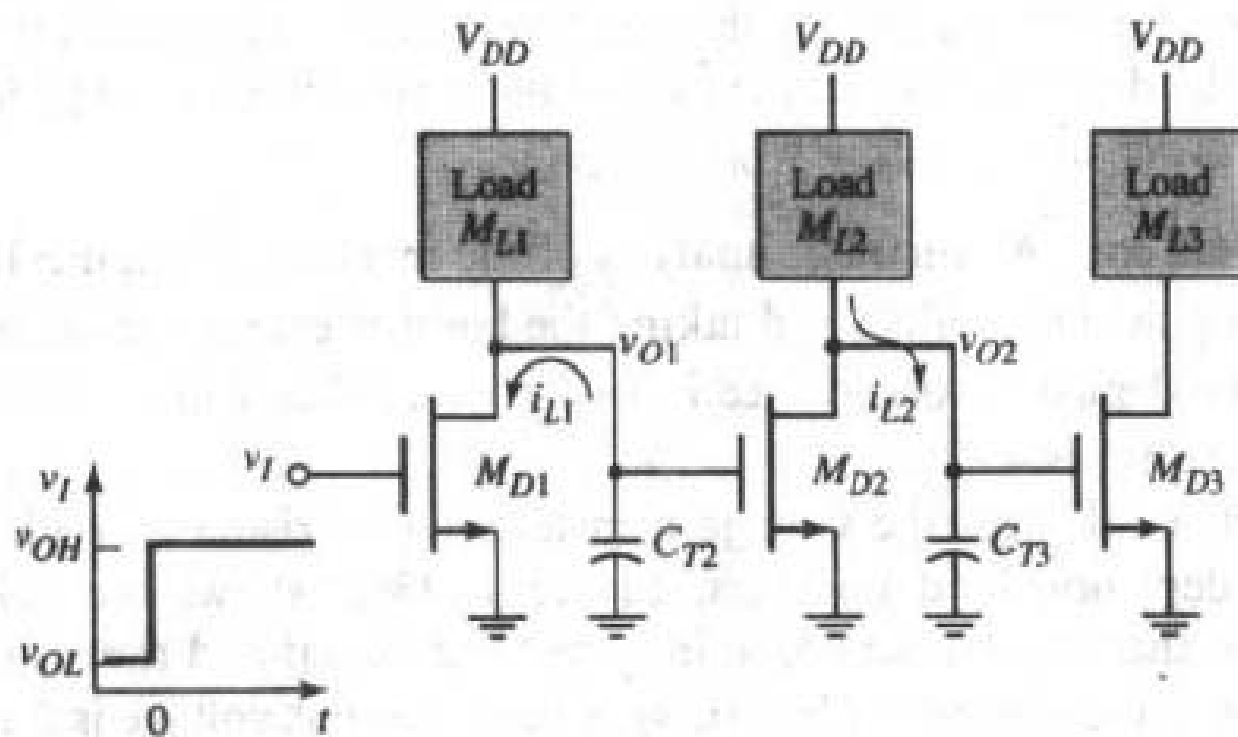 V_DD V_DD V_DD
Load Load Load
M_L1 M_L2 M_L3
v_O1 v_O2
i_L1 i_L2
v_I M_D1 M_D2 M_D3
v_I
v_OH
C_T2 C_T3
v_OL
0 t